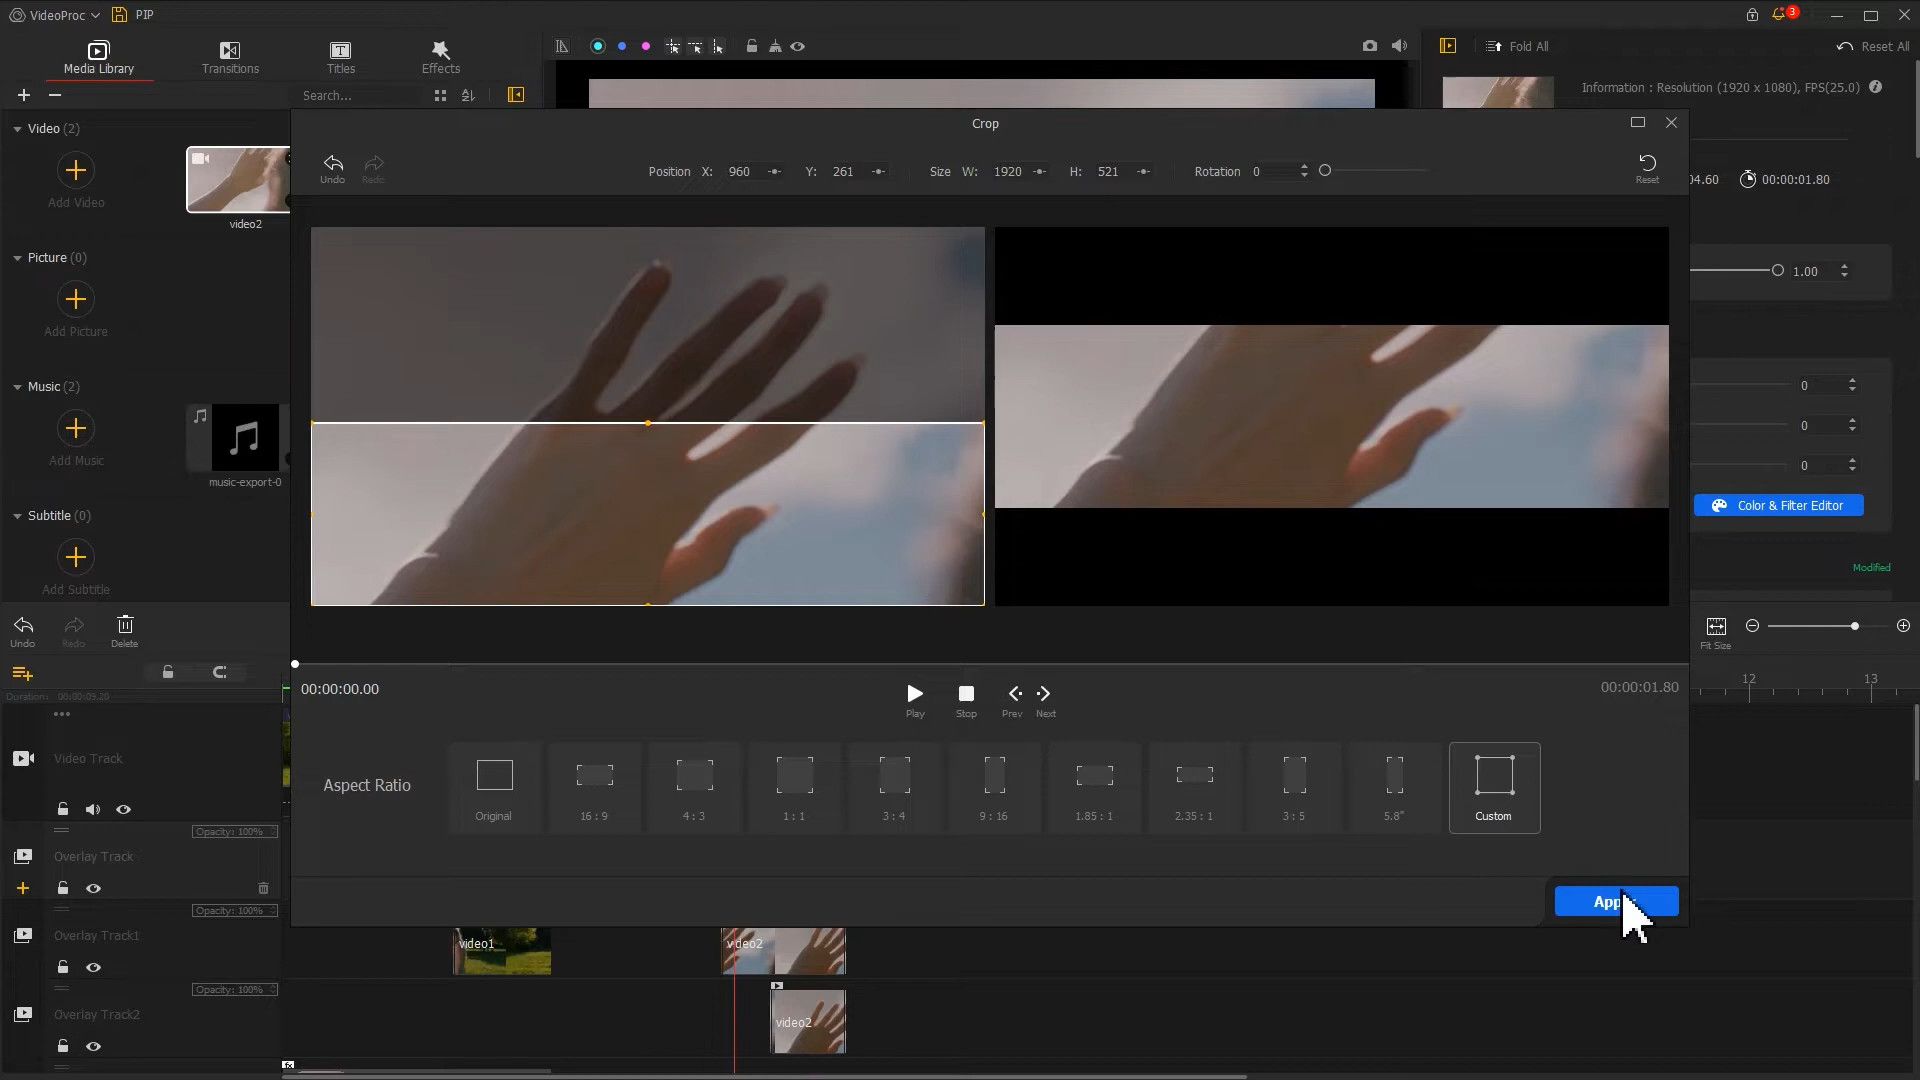 VideoProc
PIP
3
Media Library
Transitions
Titles
Effects
Fold All
Reset All
Search...
Information : Resolution (1920 x 1080), FPS(25.0)
Video (2)
Add Video
video2
Crop
Undo
Redo
Position X: 960 Y: 261 Size W: 1920 H: 521 Rotation 0
Reset
04.60
00:00:01.80
Picture (0)
Add Picture
1.00
Music (2)
Add Music
music-export-0
0
0
0
Color & Filter Editor
Subtitle (0)
Add Subtitle
Modified
Undo
Redo
Delete
Fit Size
Duration: 00:00:05.20
00:00:00.00
Play
Stop
Prev
Next
00:00:01.80
12
13
Video Track
Aspect Ratio
Original
16 : 9
4 : 3
1 : 1
3 : 4
9 : 16
1.85 : 1
2.35 : 1
3 : 5
5.8"
Custom
Opacity: 100%
Overlay Track
Opacity: 100%
Overlay Track1
video1
video2
Opacity: 100%
Overlay Track2
video2